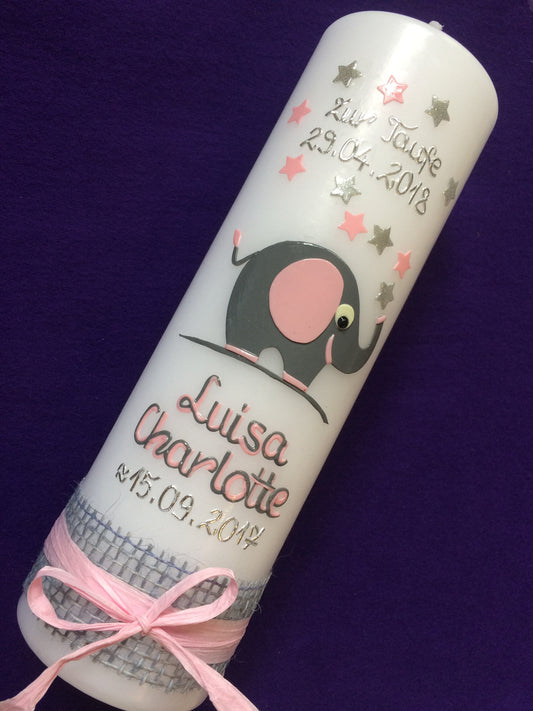 Zur Taufe
29.04.2018
Luisa
Charlotte
≈15.09.2017